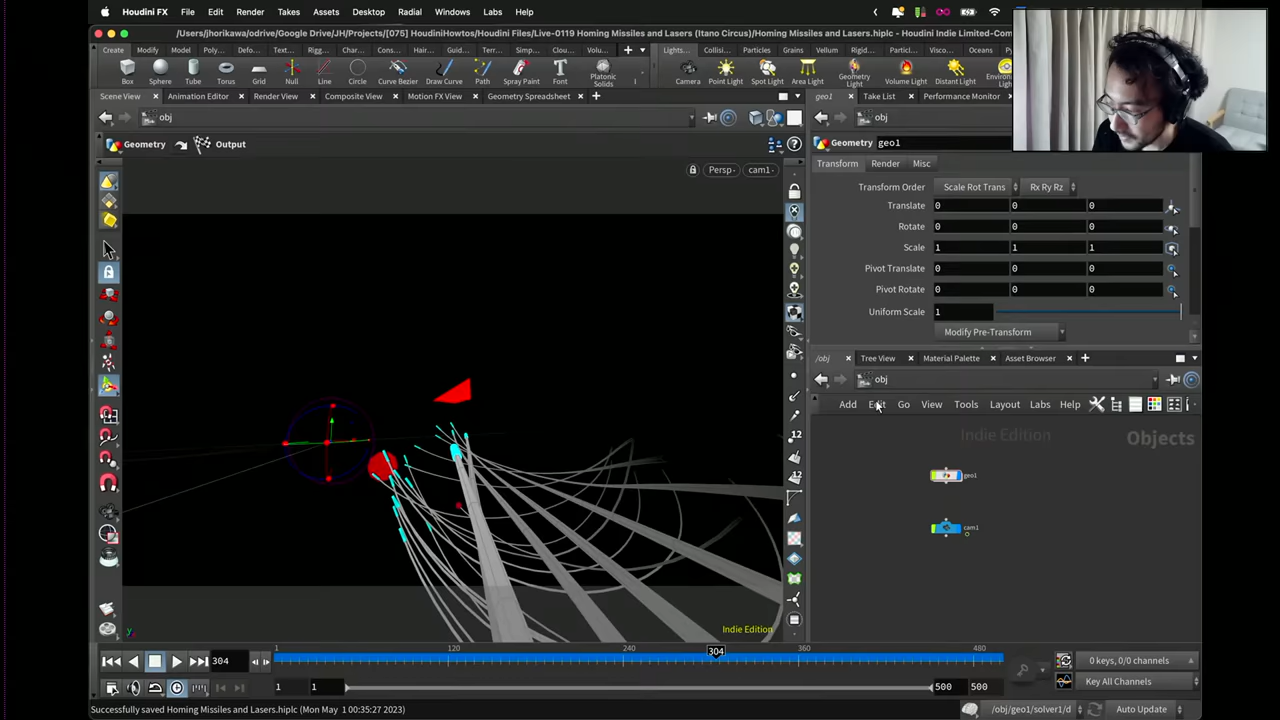 Houdini FX File Edit Render Takes Assets Desktop Radial Windows Labs Help
/Users/jhorikawa/odrive/Google Drive/JH/Projects/[075] HoudiniHowtos/Houdini Files/Live-0119 Homing Missiles and Lasers (Itano Circus)/Homing Missiles and Lasers.hiplc - Houdini Indie Limited-Com
Create Modify Model Poly... Defo... Text... Rigg... Char... Cons... Hair... Guid... Terr... Sim... Clou... Volu... Lights... Collisi... Particles Grains Vellum Rigid... Particl... Viscou... Oceans
Box Sphere Tube Torus Grid Null Line Circle Curve Bezier Draw Curve Path Spray Paint Font Platonic Solids Camera Point Light Spot Light Area Light Geometry Light Volume Light Distant Light
Scene View Animation Editor Render View Composite View Motion FX View Geometry Spreadsheet geo1 Take List Performance Monitor
obj obj
Geometry Output Geometry geo1
Persp- cam1-
Transform Render Misc
Transform Order Scale Rot Trans Rx Ry Rz
Translate 0 0 0
Rotate 0 0 0
Scale 1 1 1
Pivot Translate 0 0 0
Pivot Rotate 0 0 0
Uniform Scale 1
Modify Pre-Transform
/obj Tree View Material Palette Asset Browser
obj
Add Edit Go View Tools Layout Labs Help
Indie Edition Objects
geo1
cam1
Indie Edition
304 1 120 240 304 360 480 0 keys, 0/0 channels
1 1 500 500 Key All Channels
Successfully saved Homing Missiles and Lasers.hiplc (Mon May 1 00:35:27 2023) /obj/geo1/solver1/d Auto Update